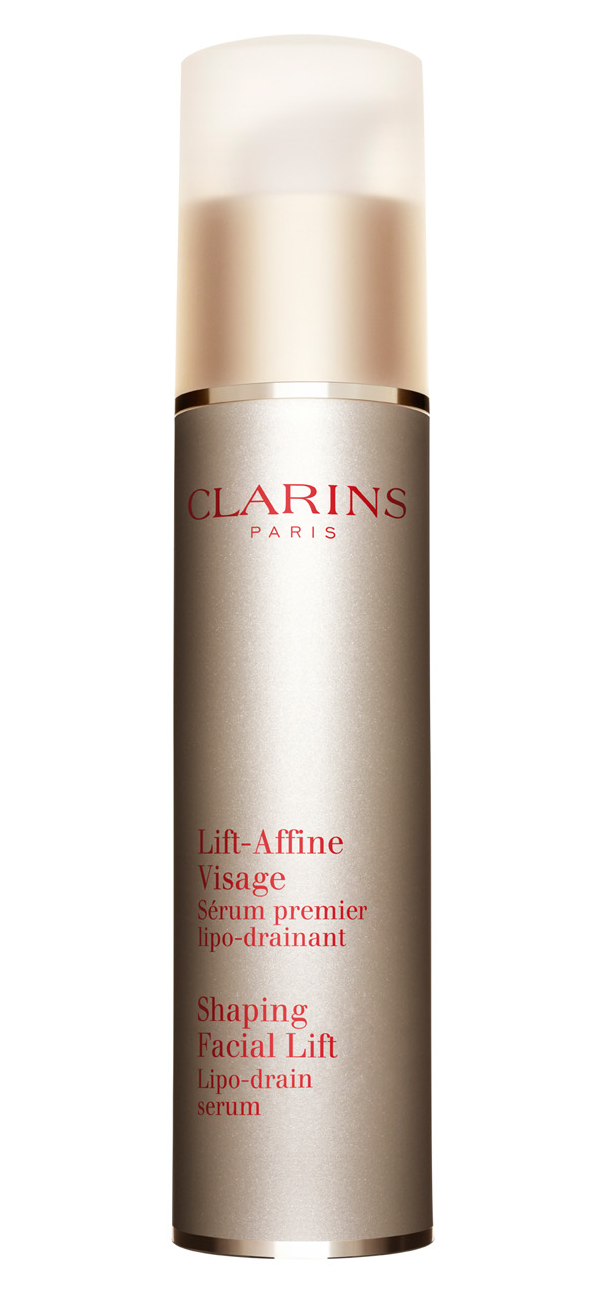 CLARINS
PARIS
Lift-Affine
Visage
Sérum premier
lipo-drainant
Shaping
Facial Lift
Lipo-drain
serum